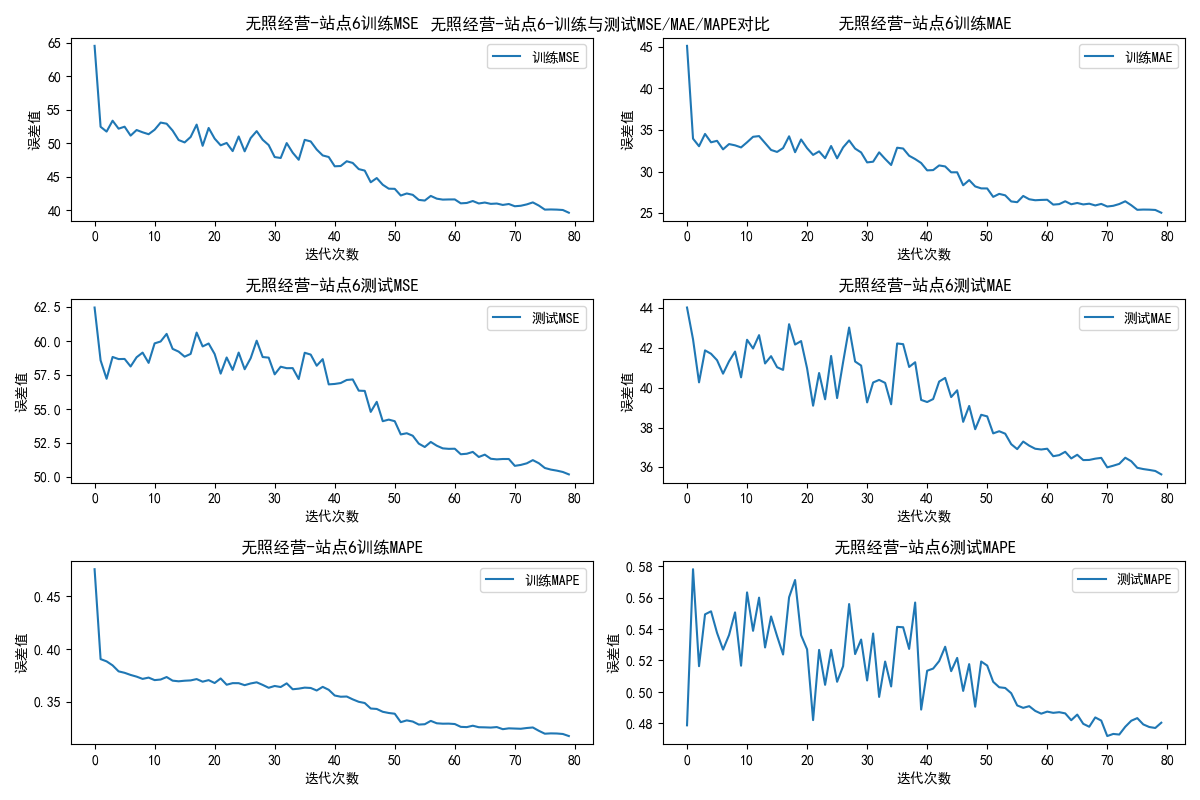 无照经营-站点6-训练与测试MSE/MAE/MAPE对比
无照经营-站点6训练MSE
误差值
65
60
55
50
45
40
训练MSE
0 10 20 30 40 50 60 70 80
迭代次数
无照经营-站点6训练MAE
误差值
45
40
35
30
25
训练MAE
0 10 20 30 40 50 60 70 80
迭代次数
无照经营-站点6测试MSE
误差值
62.5
60.0
57.5
55.0
52.5
50.0
测试MSE
0 10 20 30 40 50 60 70 80
迭代次数
无照经营-站点6测试MAE
误差值
44
42
40
38
36
测试MAE
0 10 20 30 40 50 60 70 80
迭代次数
无照经营-站点6训练MAPE
误差值
0.45
0.40
0.35
训练MAPE
0 10 20 30 40 50 60 70 80
迭代次数
无照经营-站点6测试MAPE
误差值
0.58
0.56
0.54
0.52
0.50
0.48
测试MAPE
0 10 20 30 40 50 60 70 80
迭代次数